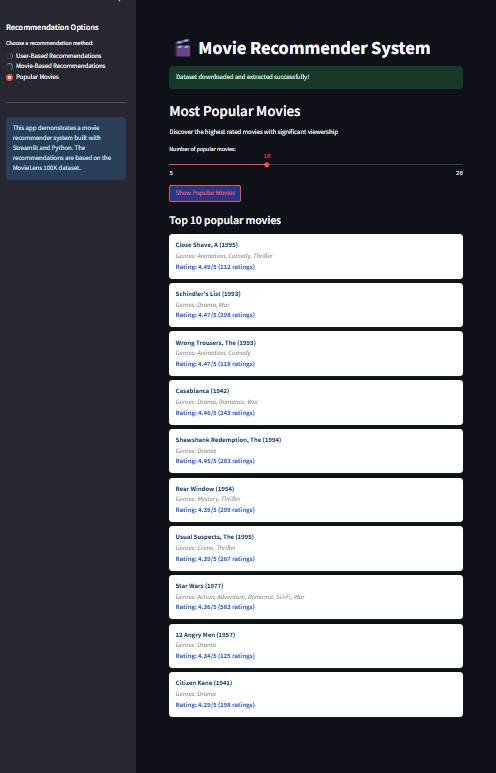 Recommendation Options
Choose a recommendation method:
User-Based Recommendations
Movie-Based Recommendations
Popular Movies
This app demonstrates a movie
recommender system built with
Streamlit and Python. The
recommendations are based on the
MovieLens 100K dataset.
Movie Recommender System
Dataset downloaded and extracted successfully!
Most Popular Movies
Discover the highest rated movies with significant viewership
Number of popular movies:
10
5 20
Show Popular Movies
Top 10 popular movies
Close Shave, A (1995)
Genres: Animation, Comedy, Thriller
Rating: 4.49/5 (112 ratings)
Schindler's List (1993)
Genres: Drama, War
Rating: 4.47/5 (298 ratings)
Wrong Trousers, The (1993)
Genres: Animation, Comedy
Rating: 4.47/5 (118 ratings)
Casablanca (1942)
Genres: Drama, Romance, War
Rating: 4.46/5 (243 ratings)
Shawshank Redemption, The (1994)
Genres: Drama
Rating: 4.45/5 (283 ratings)
Rear Window (1954)
Genres: Mystery, Thriller
Rating: 4.39/5 (209 ratings)
Usual Suspects, The (1995)
Genres: Crime, Thriller
Rating: 4.39/5 (267 ratings)
Star Wars (1977)
Genres: Action, Adventure, Romance, Sci-Fi, War
Rating: 4.36/5 (583 ratings)
12 Angry Men (1957)
Genres: Drama
Rating: 4.34/5 (125 ratings)
Citizen Kane (1941)
Genres: Drama
Rating: 4.29/5 (198 ratings)